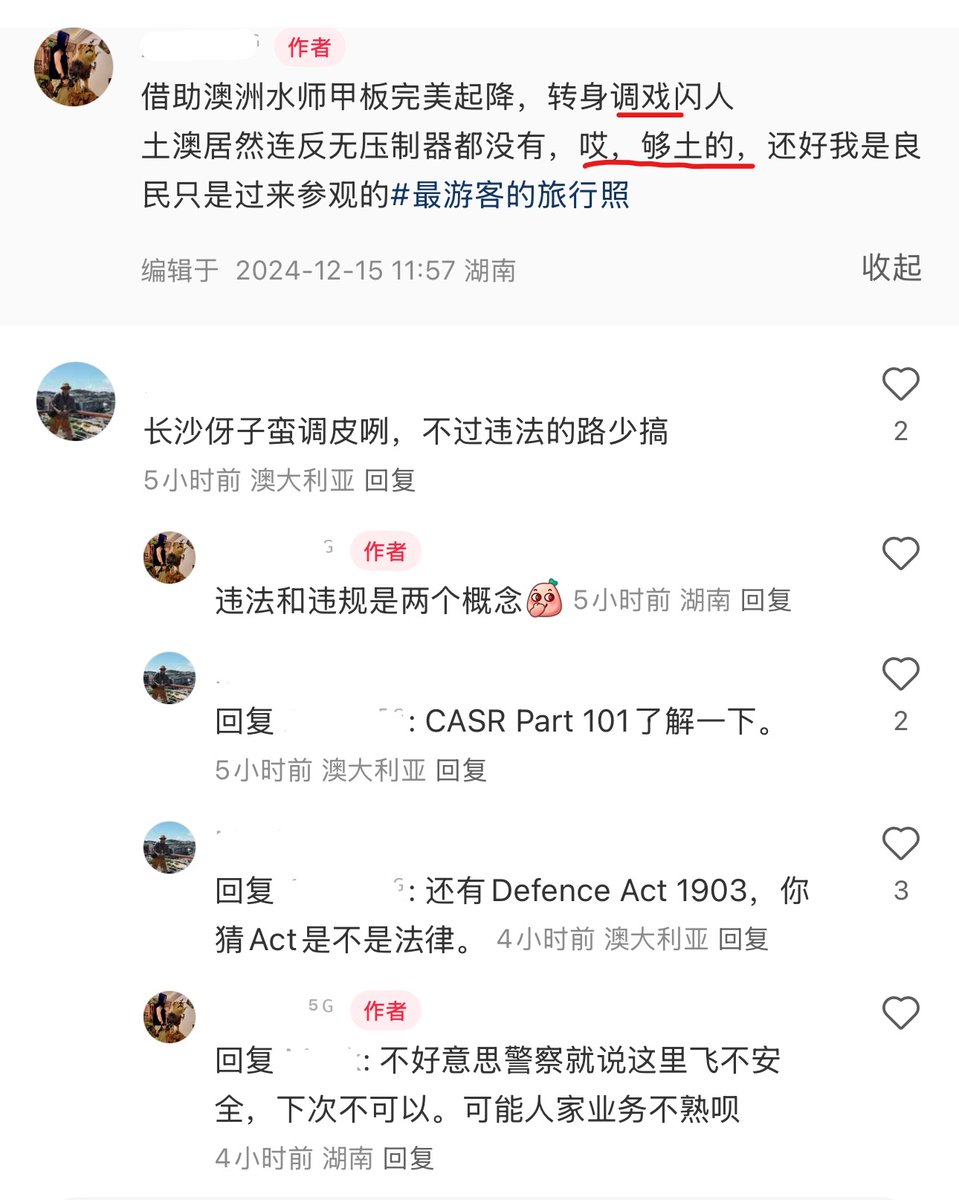 作者
借助澳洲水师甲板完美起降，转身调戏闪人
土澳居然连反无压制器都没有，哎，够土的，还好我是良
民只是过来参观的#最游客的旅行照
编辑于 2024-12-15 11:57 湖南
收起
长沙伢子蛮调皮咧，不过违法的路少搞
2
5小时前 澳大利亚 回复
G 作者
违法和违规是两个概念 5小时前 湖南 回复
回复 : CASR Part 101了解一下。
2
5小时前 澳大利亚 回复
回复 G: 还有Defence Act 1903，你
3
猜Act是不是法律。 4小时前 澳大利亚 回复
5G 作者
回复 : 不好意思警察就说这里飞不安
全，下次不可以。可能人家业务不熟呗
4小时前 湖南 回复